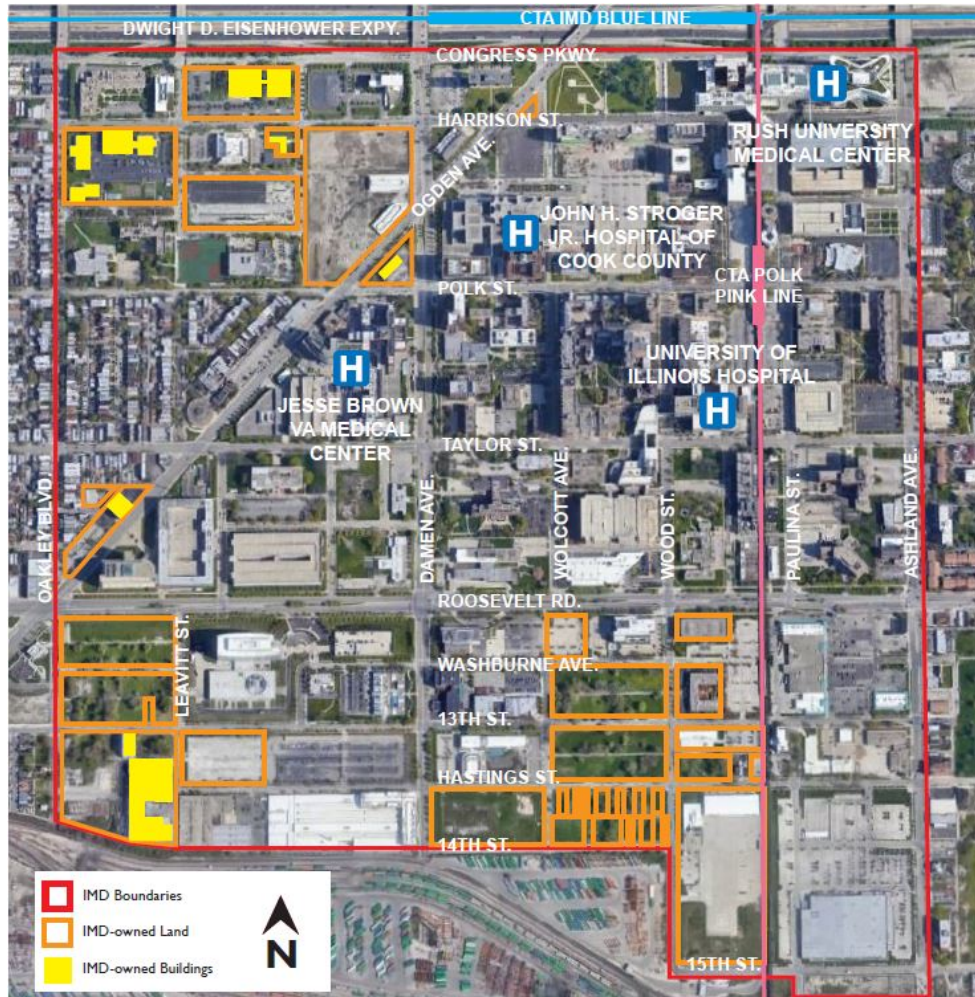 CTA IMD BLUE LINE
DWIGHT D. EISENHOWER EXPY.
CONGRESS PKWY.
H
HARRISON ST.
RUSH UNIVERSITY
MEDICAL CENTER
OGDEN AVE.
H
JOHN H. STROGER
JR. HOSPITAL OF
COOK COUNTY
CTA POLK
PINK LINE
POLK ST.
UNIVERSITY OF
ILLINOIS HOSPITAL
H
H
JESSE BROWN
VA MEDICAL
CENTER
TAYLOR ST.
OAKLEY BLVD.
DAMEN AVE.
WOLCOTT AVE.
WOOD ST.
PAULINA ST.
ASHLAND AVE.
ROOSEVELT RD.
LEAVITT ST.
WASHBURNE AVE.
13TH ST.
HASTINGS ST.
14TH ST.
15TH ST.
IMD Boundaries
IMD-owned Land
IMD-owned Buildings
N